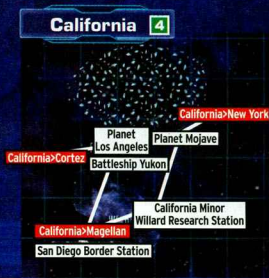 California 4
California>New York
Planet
Los Angeles
Planet Mojave
California>Cortez
Battleship Yukon
California Minor
Willard Research Station
California>Magellan
San Diego Border Station